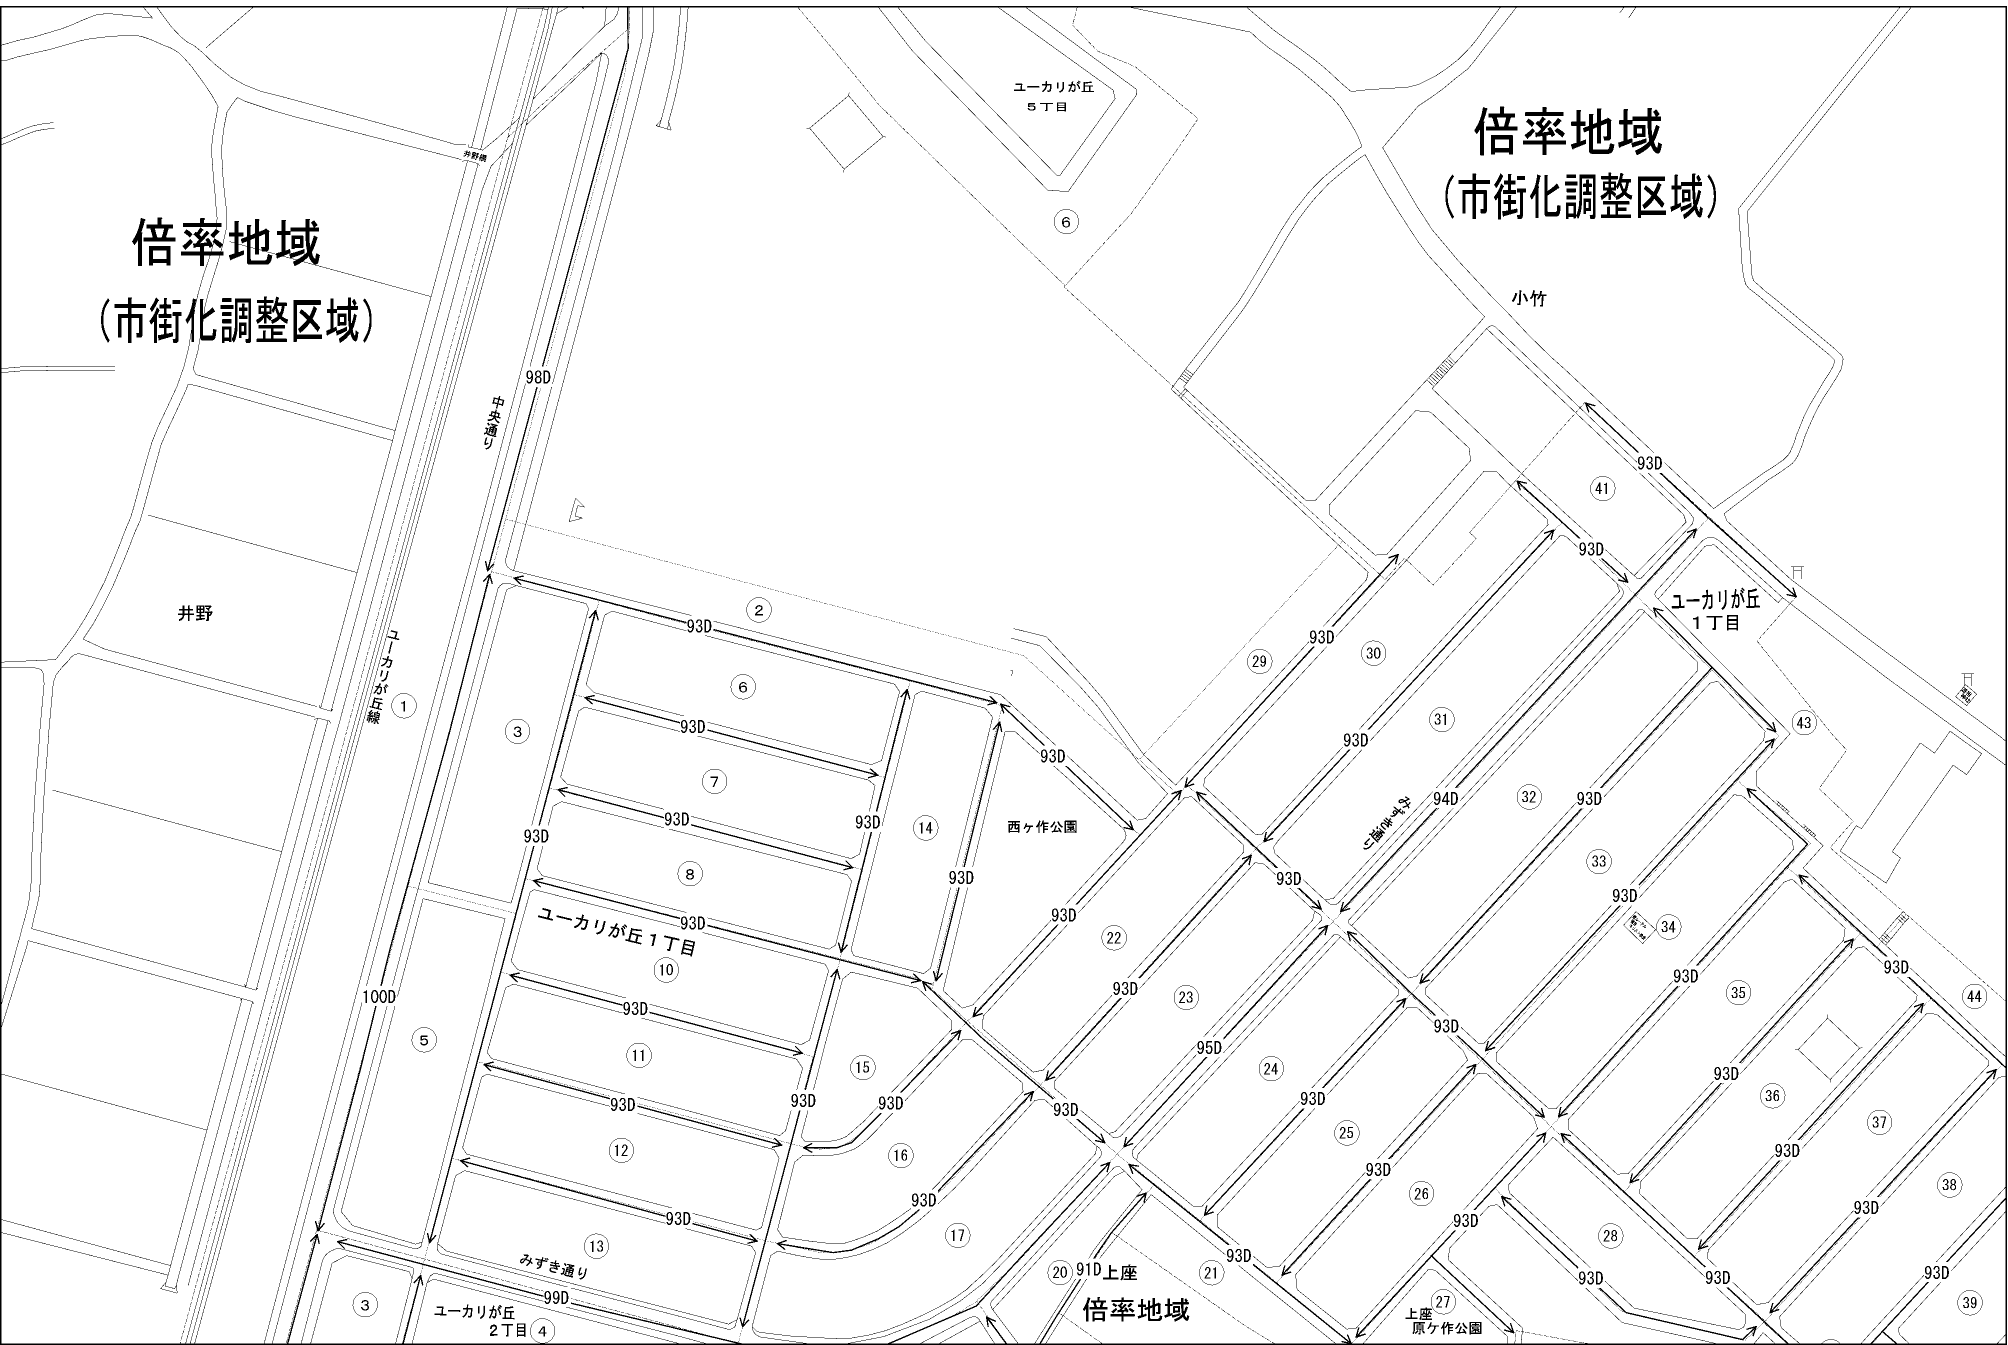 ユーカリが丘
５丁目
倍率地域
（市街化調整区域）
井野橋
⑥
倍率地域
（市街化調整区域）
小竹
98D
中央通り
93D
㊶
93D
ユーカリが丘
１丁目
井野
②
93D
ユーカリが丘線
①
③
⑥
93D
⑦
93D
93D
93D
⑧
93D
ユーカリが丘１丁目
⑭
93D
93D
西ヶ作公園
㉙
93D
㉚
93D
㉛
94D
みずき通り
㉜
93D
㊸
㉝
93D
㉞
93D
93D
93D
㉒
93D
㉓
93D
95D
㉔
93D
㉟
93D
㊹
⑩
93D
100D
⑤
⑪
93D
⑫
93D
93D
⑮
93D
93D
⑯
93D
⑰
㉕
93D
93D
㊱
93D
㊲
93D
㊳
93D
㉖
93D
㉘
93D
93D
93D
㊴
⑬
みずき通り
99D
③
ユーカリが丘
２丁目
④
⑳
91D
上座
倍率地域
㉑
93D
㉗
上座
原ケ作公園